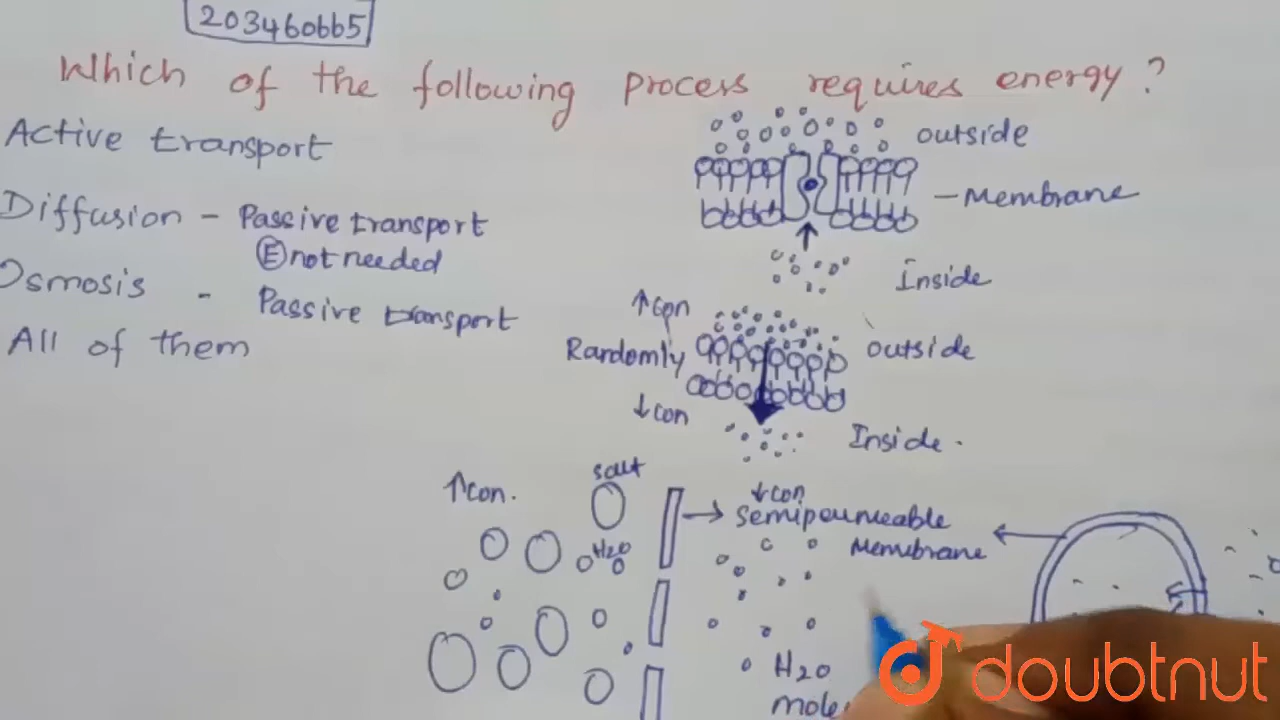 203460665
Which of the following process requires energy?
Active transport
Diffusion - Passive transport
Ⓔ not needed
Osmosis - Passive transport
All of them
outside
- Membrane
Inside
↑con
Randomly
outside
↓con
Inside.
↑con.
salt
H2O
↓con
semipermeable
Membrane
H2O
doubtnut